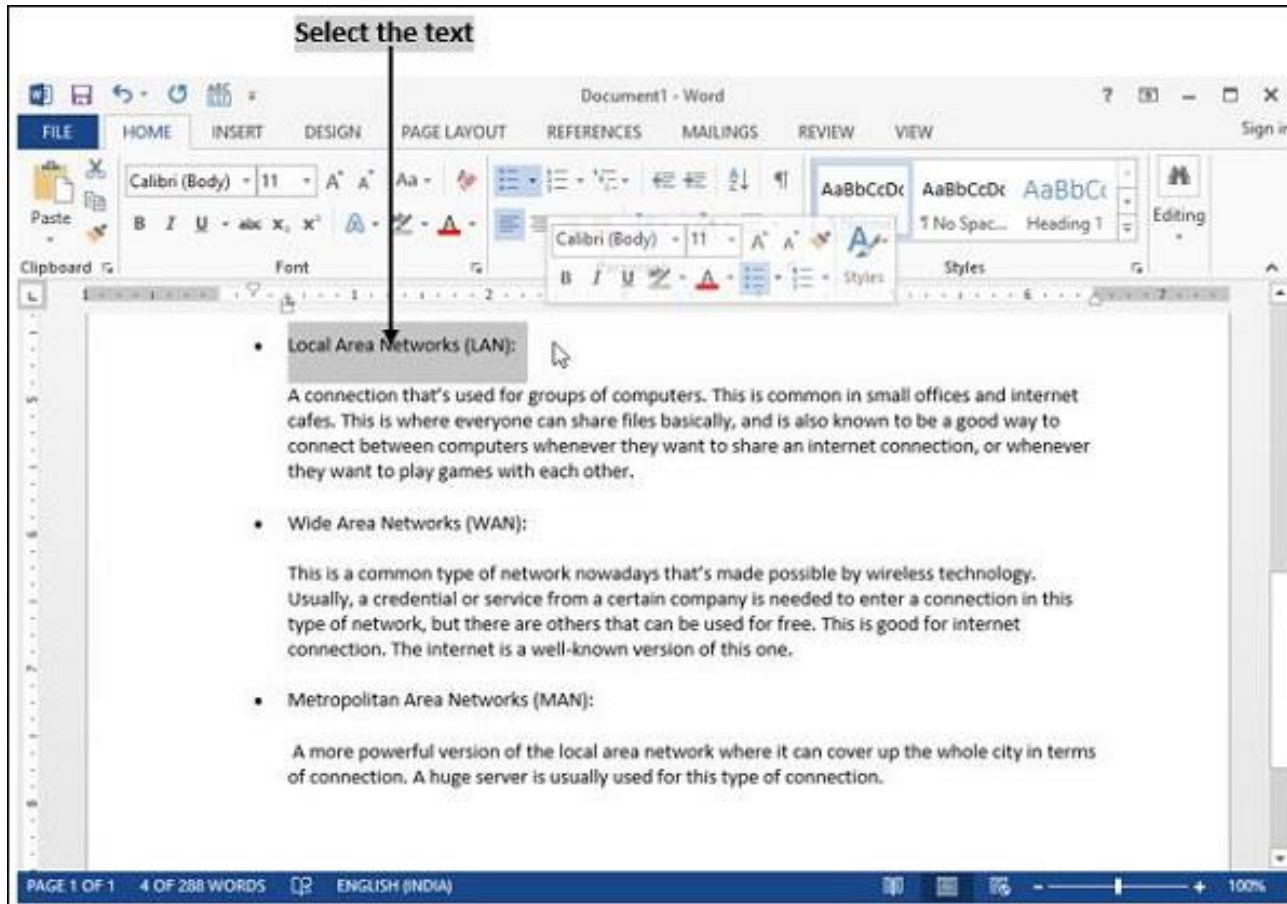 Select the text
Document1 - Word
FILE HOME INSERT DESIGN PAGE LAYOUT REFERENCES MAILINGS REVIEW VIEW Sign in
Calibri (Body) 11 Aa AaBbCcDc AaBbCcDc AaBbCc
Paste B I U abc x₂ x² A 1 No Spac... Heading 1 Editing
Calibri (Body) 11
B I U A Styles
Clipboard Font Styles
• Local Area Networks (LAN):
A connection that's used for groups of computers. This is common in small offices and internet
cafes. This is where everyone can share files basically, and is also known to be a good way to
connect between computers whenever they want to share an internet connection, or whenever
they want to play games with each other.
• Wide Area Networks (WAN):
This is a common type of network nowadays that's made possible by wireless technology.
Usually, a credential or service from a certain company is needed to enter a connection in this
type of network, but there are others that can be used for free. This is good for internet
connection. The internet is a well-known version of this one.
• Metropolitan Area Networks (MAN):
A more powerful version of the local area network where it can cover up the whole city in terms
of connection. A huge server is usually used for this type of connection.
PAGE 1 OF 1 4 OF 288 WORDS ENGLISH (INDIA) 100%